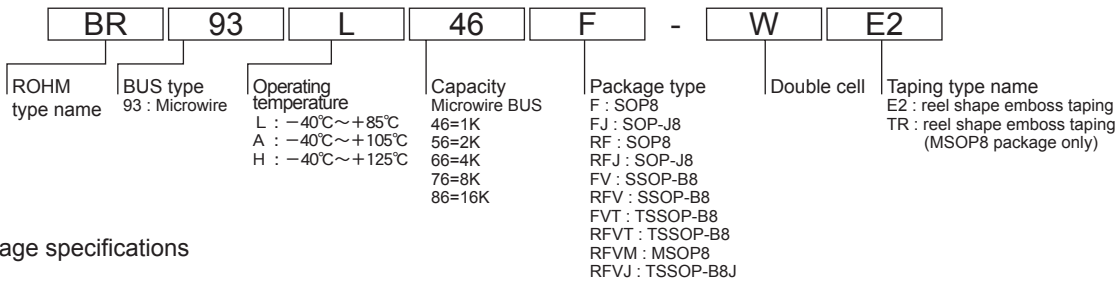 BR 93 L 46 F - W E2
ROHM
type name
BUS type
93 : Microwire
Operating
temperature
L : －40℃～＋85℃
A : －40℃～＋105℃
H : －40℃～＋125℃
Capacity
Microwire BUS
46=1K
56=2K
66=4K
76=8K
86=16K
Package type
F : SOP8
FJ : SOP-J8
RF : SOP8
RFJ : SOP-J8
FV : SSOP-B8
RFV : SSOP-B8
FVT : TSSOP-B8
RFVT : TSSOP-B8
RFVM : MSOP8
RFVJ : TSSOP-B8J
Double cell
Taping type name
E2 : reel shape emboss taping
TR : reel shape emboss taping
(MSOP8 package only)
age specifications